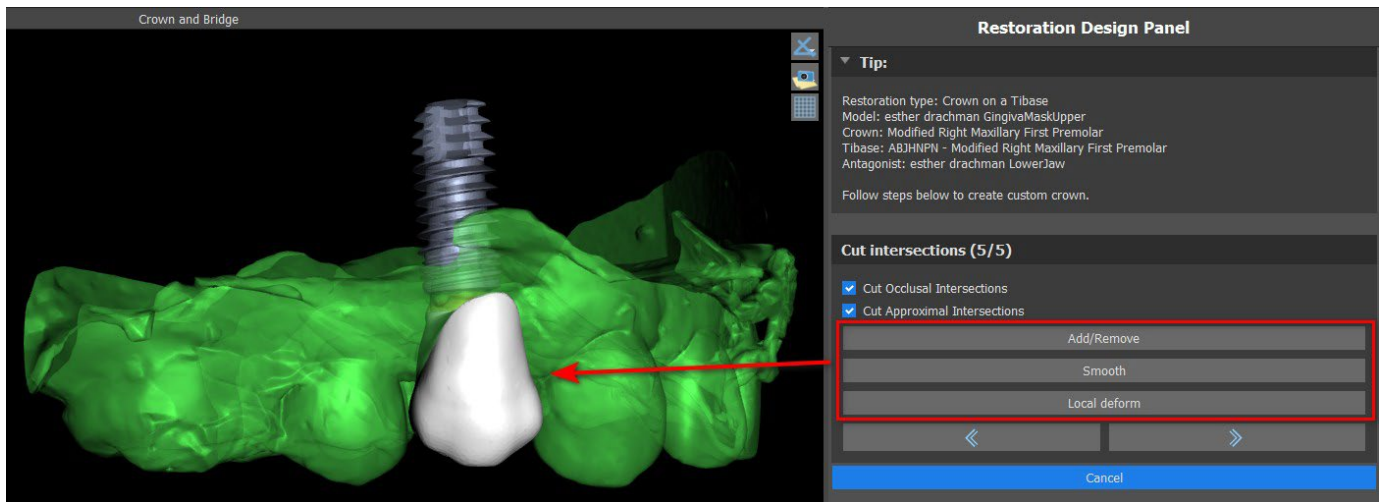 Crown and Bridge
Restoration Design Panel
Tip:
Restoration type: Crown on a Tibase
Model: esther drachman GingivaMaskUpper
Crown: Modified Right Maxillary First Premolar
Tibase: ABJHNPN - Modified Right Maxillary First Premolar
Antagonist: esther drachman LowerJaw
Follow steps below to create custom crown.
Cut intersections (5/5)
Cut Occlusal Intersections
Cut Approximal Intersections
Add/Remove
Smooth
Local deform
Cancel